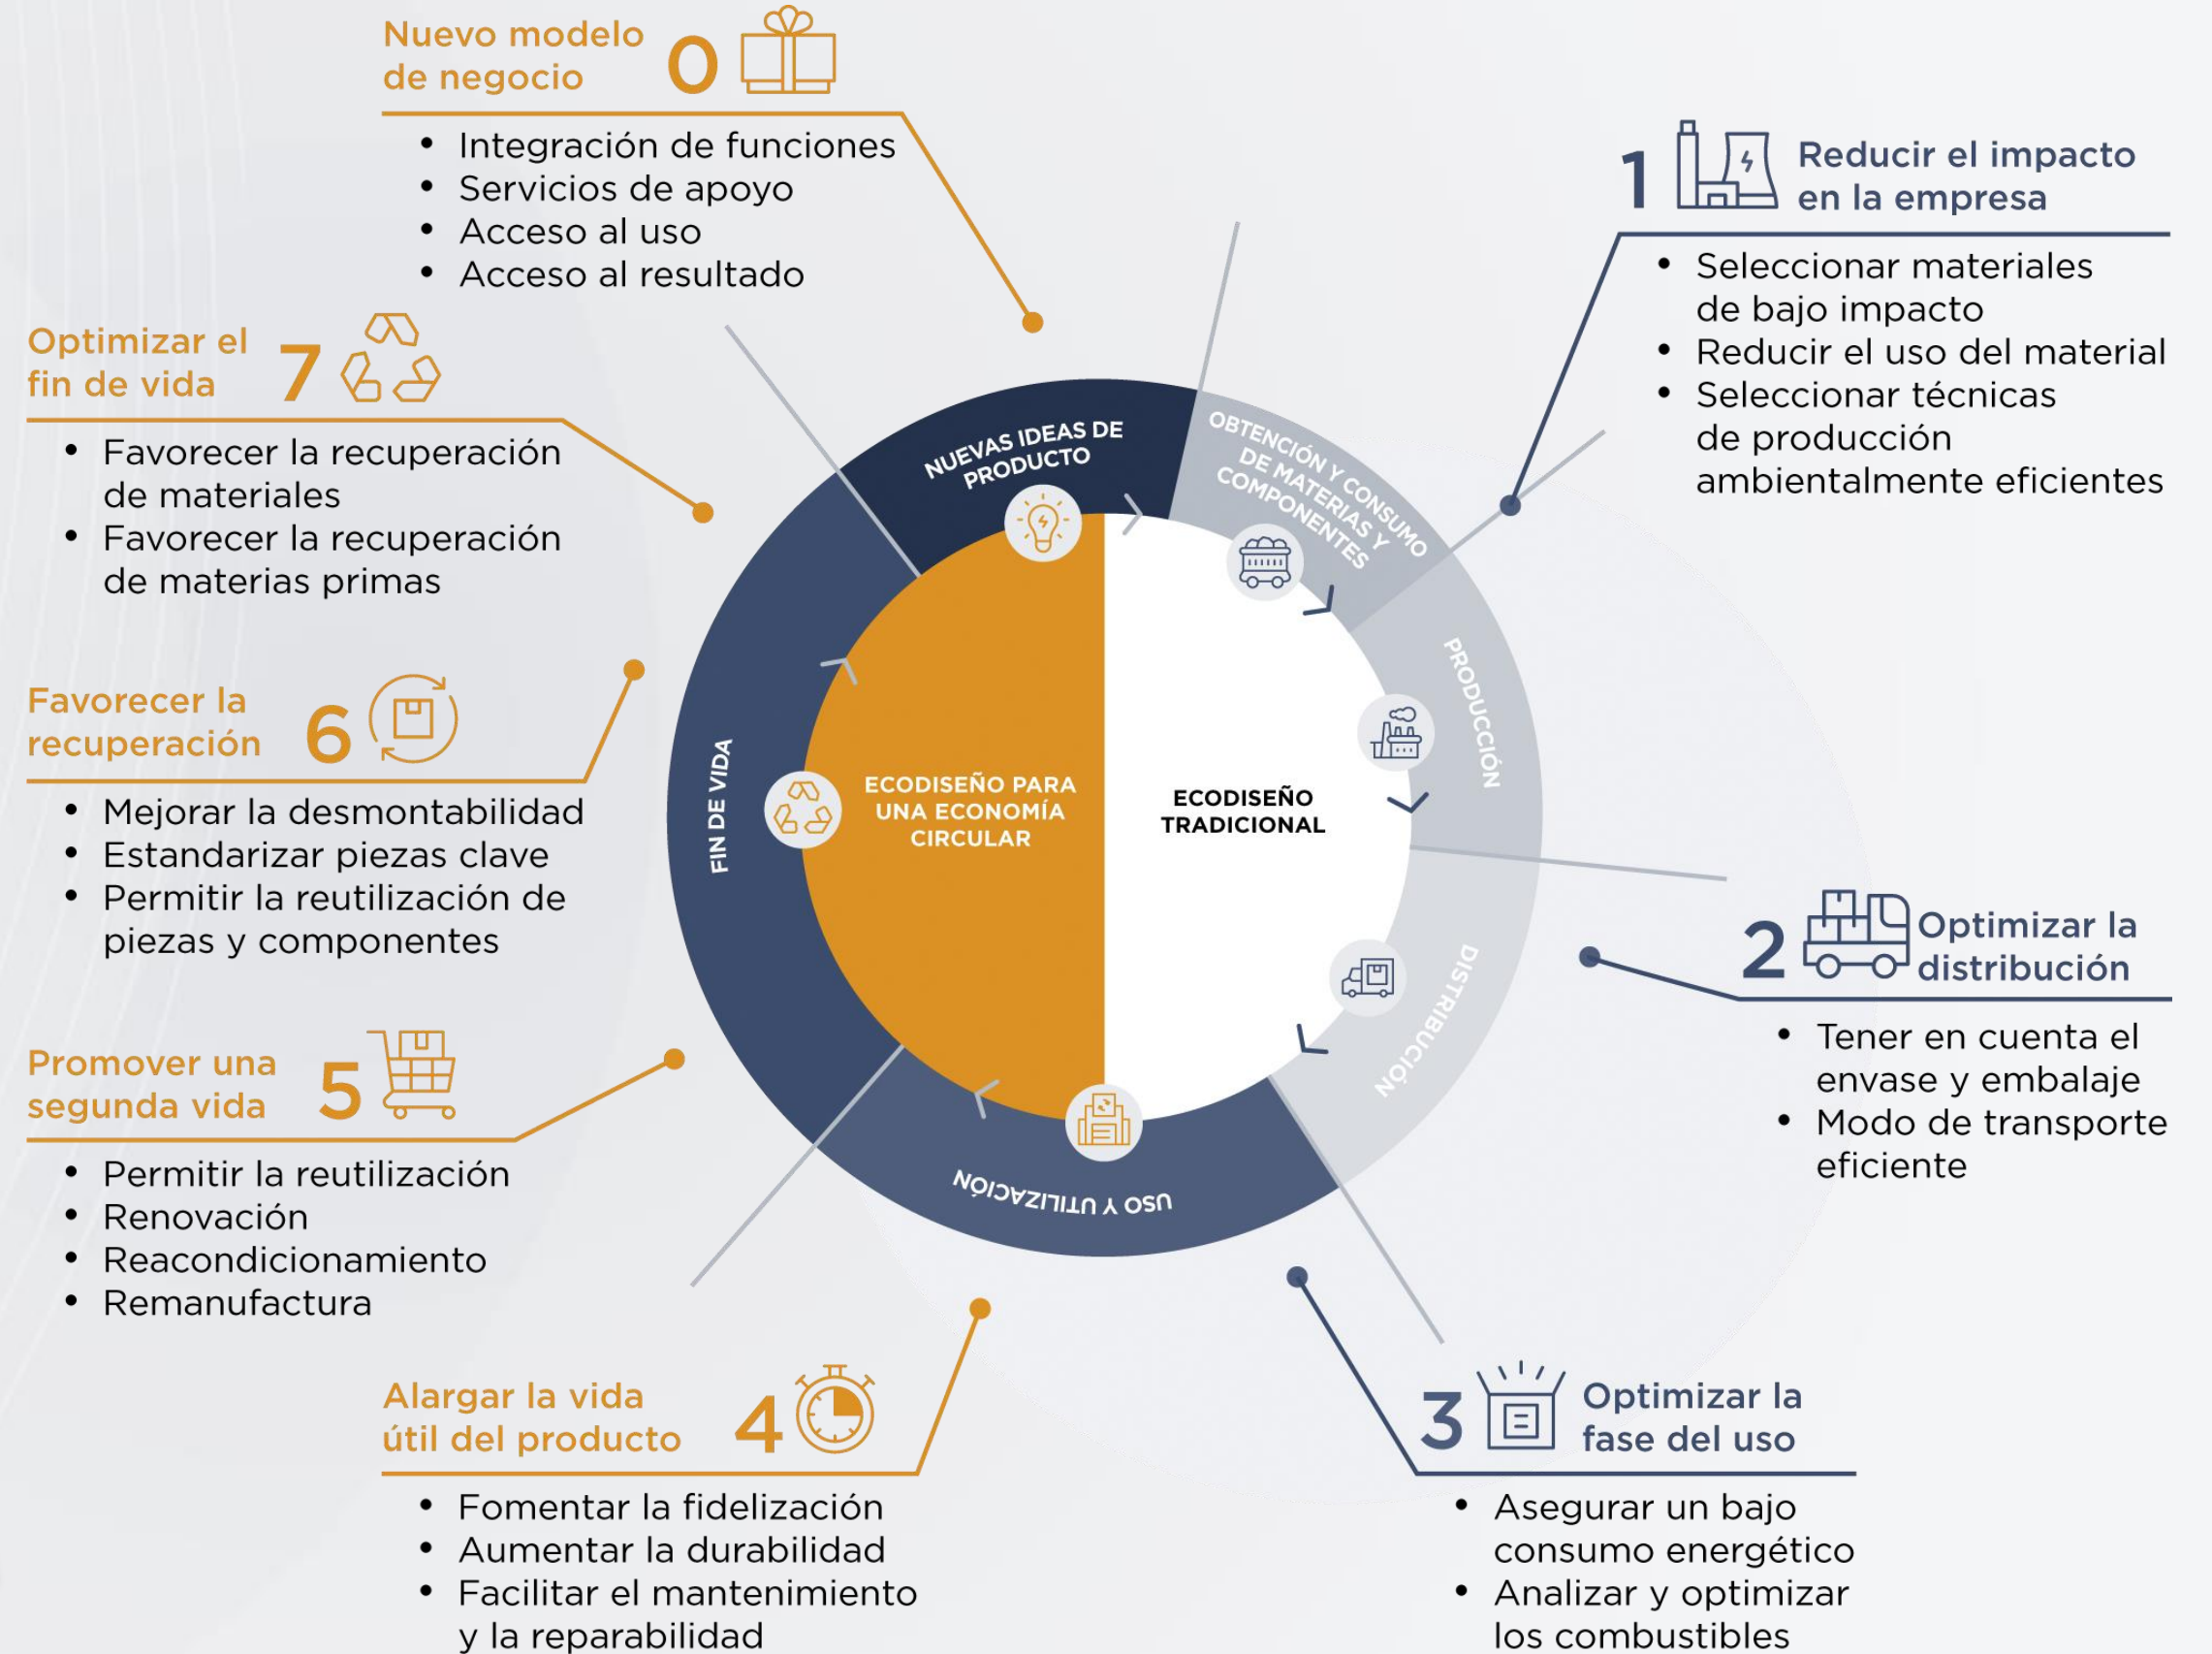 Nuevo modelo
de negocio
0
• Integración de funciones
• Servicios de apoyo
• Acceso al uso
• Acceso al resultado
1
Reducir el impacto
en la empresa
• Seleccionar materiales
de bajo impacto
• Reducir el uso del material
• Seleccionar técnicas
de producción
ambientalmente eficientes
2
Optimizar la
distribución
• Tener en cuenta el
envase y embalaje
• Modo de transporte
eficiente
3
Optimizar la
fase del uso
• Asegurar un bajo
consumo energético
• Analizar y optimizar
los combustibles
Alargar la vida
útil del producto
4
• Fomentar la fidelización
• Aumentar la durabilidad
• Facilitar el mantenimiento
y la reparabilidad
Promover una
segunda vida
5
• Permitir la reutilización
• Renovación
• Reacondicionamiento
• Remanufactura
Favorecer la
recuperación
6
• Mejorar la desmontabilidad
• Estandarizar piezas clave
• Permitir la reutilización de
piezas y componentes
Optimizar el
fin de vida
7
• Favorecer la recuperación
de materiales
• Favorecer la recuperación
de materias primas
NUEVAS IDEAS DE
PRODUCTO
OBTENCIÓN Y CONSUMO
DE MATERIAS Y
COMPONENTES
PRODUCCIÓN
DISTRIBUCIÓN
USO Y UTILIZACIÓN
FIN DE VIDA
ECODISEÑO PARA
UNA ECONOMÍA
CIRCULAR
ECODISEÑO
TRADICIONAL